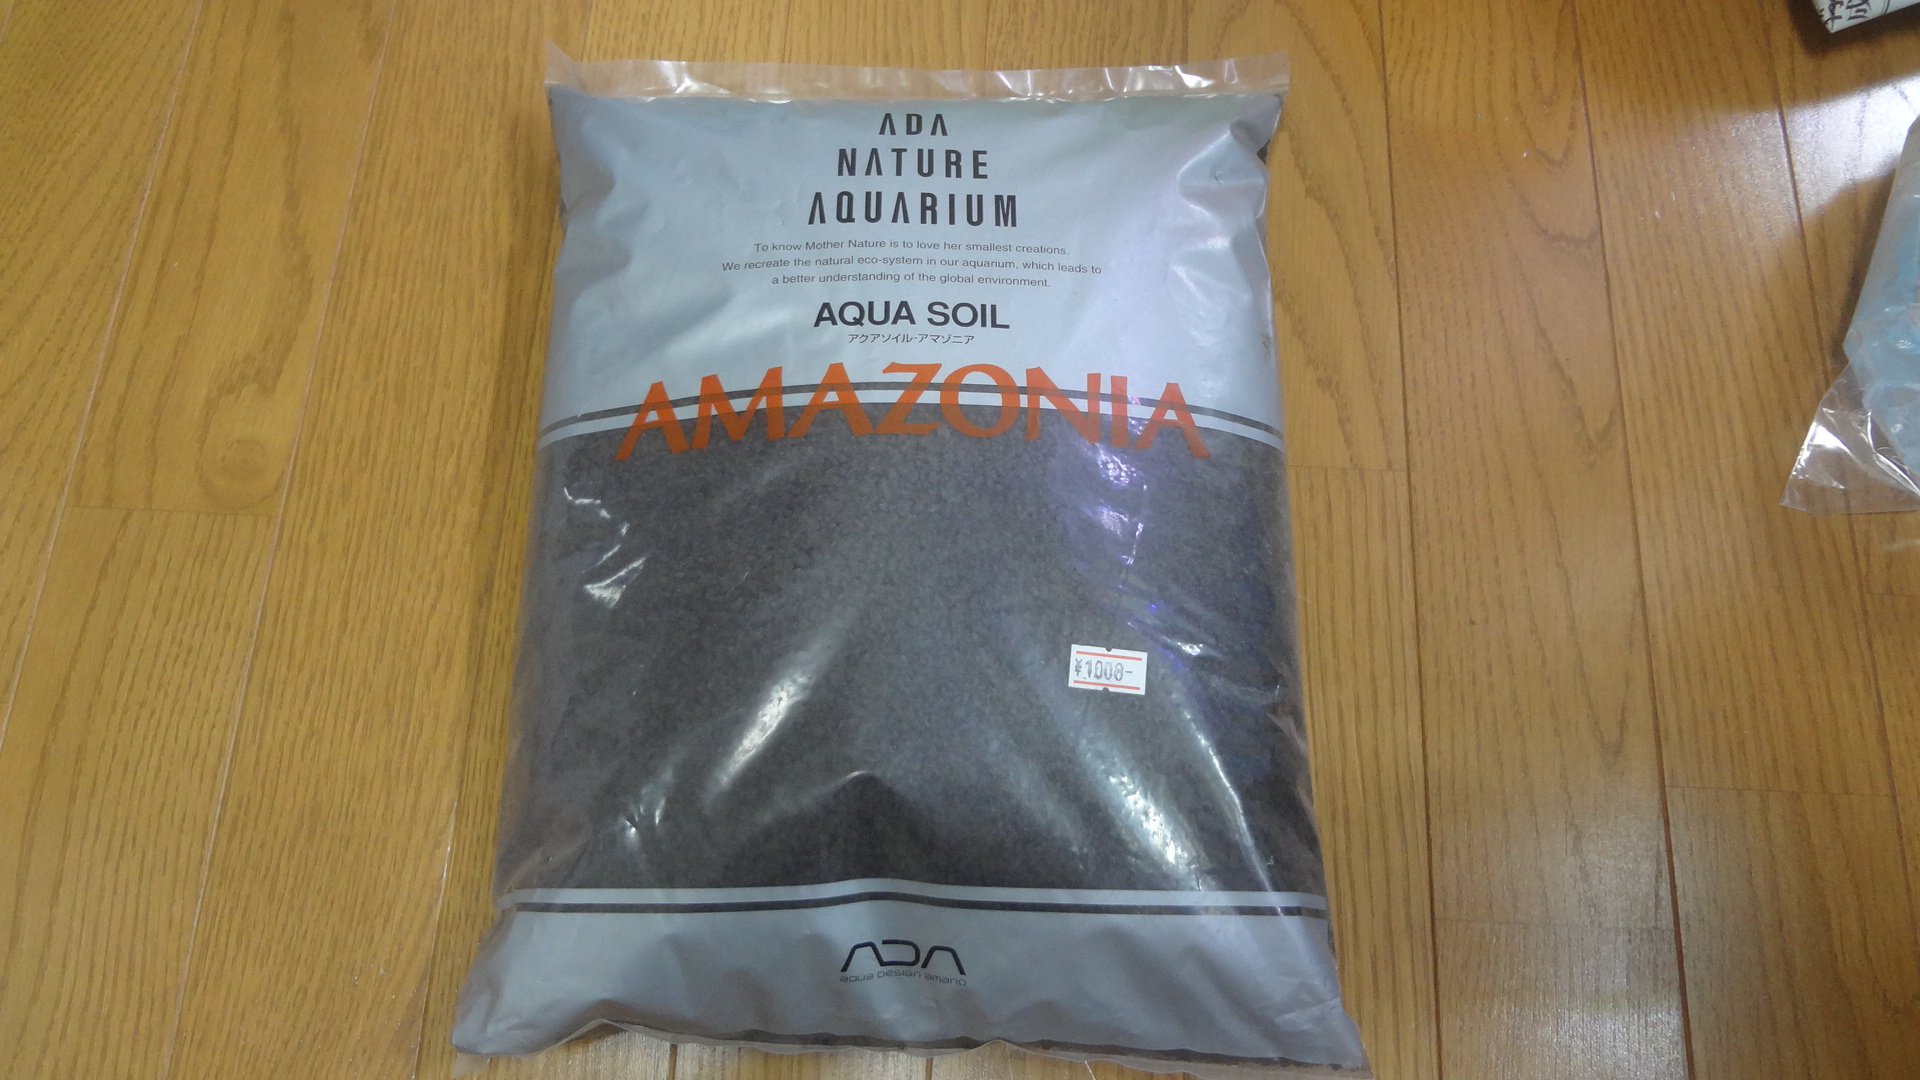 ADA
NATURE
AQUARIUM
To know Mother Nature is to love her smallest creations.
We recreate the natural eco-system in our aquarium, which leads to
a better understanding of the global environment.
AQUA SOIL
アクアソイル-アマゾニア
AMAZONIA
¥1000-
ADA
aqua design amano